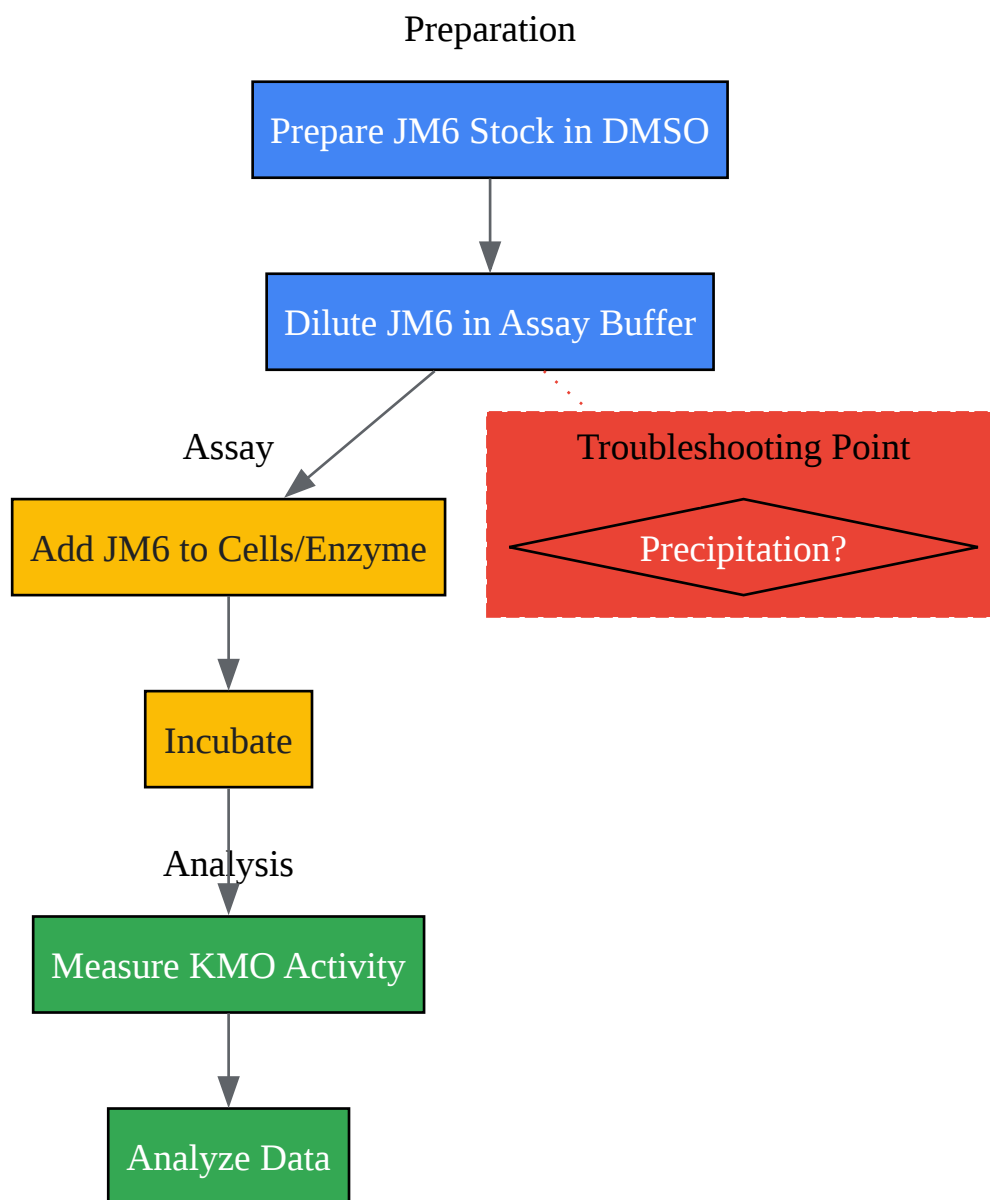 Preparation
Prepare JM6 Stock in DMSO
Dilute JM6 in Assay Buffer
Assay
Troubleshooting Point
Add JM6 to Cells/Enzyme
Precipitation?
Incubate
Analysis
Measure KMO Activity
Analyze Data